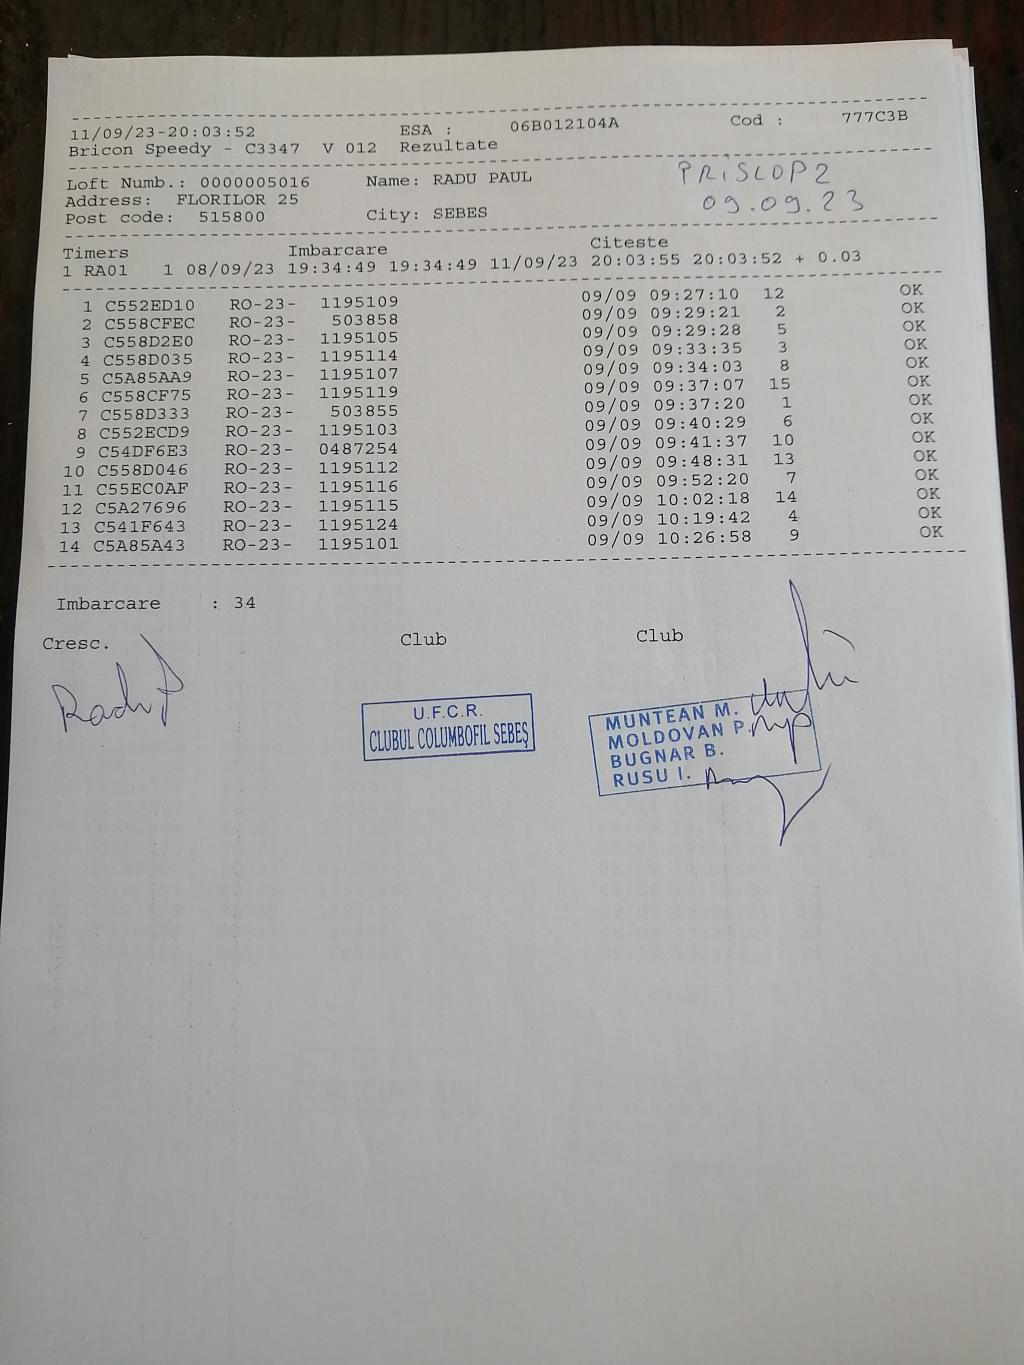 11/09/23-20:03:52 ESA : 06B012104A Cod : 777C3B
Bricon Speedy - C3347 V 012 Rezultate
Loft Numb.: 0000005016 Name: RADU PAUL
Address: FLORILOR 25
Post code: 515800 City: SEBES
PRISLOP2
09.09.23
Timers Imbarcare Citeste
1 RA01 1 08/09/23 19:34:49 19:34:49 11/09/23 20:03:55 20:03:52 + 0.03
1 C552ED10 RO-23- 1195109 09/09 09:27:10 12 OK
2 C558CFEC RO-23- 503858 09/09 09:29:21 2 OK
3 C558D2E0 RO-23- 1195105 09/09 09:29:28 5 OK
4 C558D035 RO-23- 1195114 09/09 09:33:35 3 OK
5 C5A85AA9 RO-23- 1195107 09/09 09:34:03 8 OK
6 C558CF75 RO-23- 1195119 09/09 09:37:07 15 OK
7 C558D333 RO-23- 503855 09/09 09:37:20 1 OK
8 C552ECD9 RO-23- 1195103 09/09 09:40:29 6 OK
9 C54DF6E3 RO-23- 0487254 09/09 09:41:37 10 OK
10 C558D046 RO-23- 1195112 09/09 09:48:31 13 OK
11 C55EC0AF RO-23- 1195116 09/09 09:52:20 7 OK
12 C5A27696 RO-23- 1195115 09/09 10:02:18 14 OK
13 C541F643 RO-23- 1195124 09/09 10:19:42 4 OK
14 C5A85A43 RO-23- 1195101 09/09 10:26:58 9 OK
Imbarcare : 34
Cresc. Club Club
Radu P
U.F.C.R.
CLUBUL COLUMBOFIL SEBEȘ
MUNTEAN M.
MOLDOVAN P.
BUGNAR B.
RUSU I.